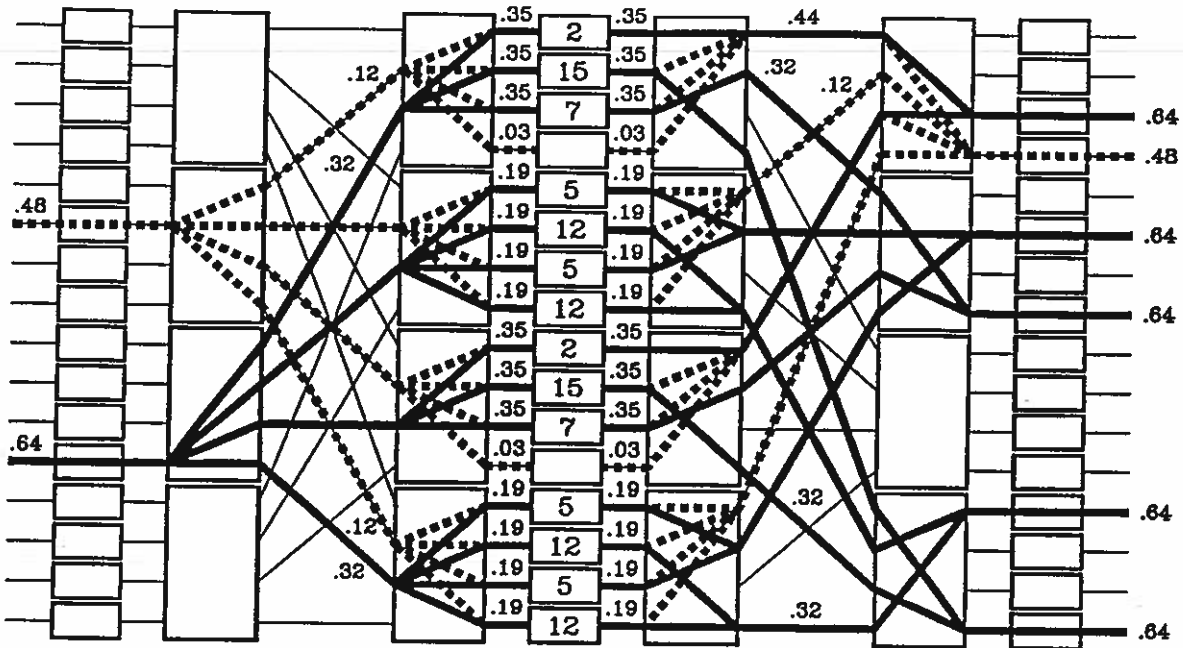 .35 2 .35 .44
.35 15 .35 .32
.12 .35 7 .35 .12
.64
.03 .03
.32 .48
.19 5 .19
.48
.19 12 .19 .64
.19 5 .19
.19 12 .19 .64
.35 2 .35
.35 15 .35
.35 7 .35
.64
.03 .03
.19 5 .19 .32
.64
.12 .19 12 .19
.32 .19 5 .19
.19 12 .19 .32 .64